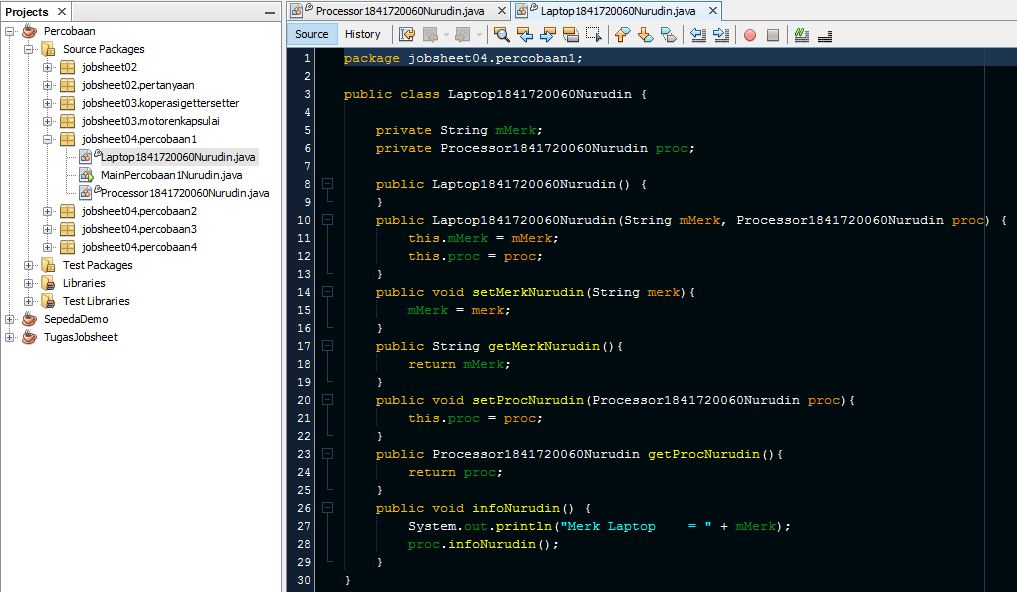 Projects
Percobaan
Source Packages
jobsheet02
jobsheet02.pertanyaan
jobsheet03.koperasigettersetter
jobsheet03.motorenkapsulai
jobsheet04.percobaan1
Laptop1841720060Nurudin.java
MainPercobaan1Nurudin.java
Processor1841720060Nurudin.java
jobsheet04.percobaan2
jobsheet04.percobaan3
jobsheet04.percobaan4
Test Packages
Libraries
Test Libraries
SepedaDemo
TugasJobsheet
Processor1841720060Nurudin.java Laptop1841720060Nurudin.java
Source History
1 package jobsheet04.percobaan1;
2
3 public class Laptop1841720060Nurudin {
4
5 private String mMerk;
6 private Processor1841720060Nurudin proc;
7
8 public Laptop1841720060Nurudin() {
9 }
10 public Laptop1841720060Nurudin(String mMerk, Processor1841720060Nurudin proc) {
11 this.mMerk = mMerk;
12 this.proc = proc;
13 }
14 public void setMerkNurudin(String merk){
15 mMerk = merk;
16 }
17 public String getMerkNurudin(){
18 return mMerk;
19 }
20 public void setProcNurudin(Processor1841720060Nurudin proc){
21 this.proc = proc;
22 }
23 public Processor1841720060Nurudin getProcNurudin(){
24 return proc;
25 }
26 public void infoNurudin() {
27 System.out.println("Merk Laptop    = " + mMerk);
28 proc.infoNurudin();
29 }
30 }